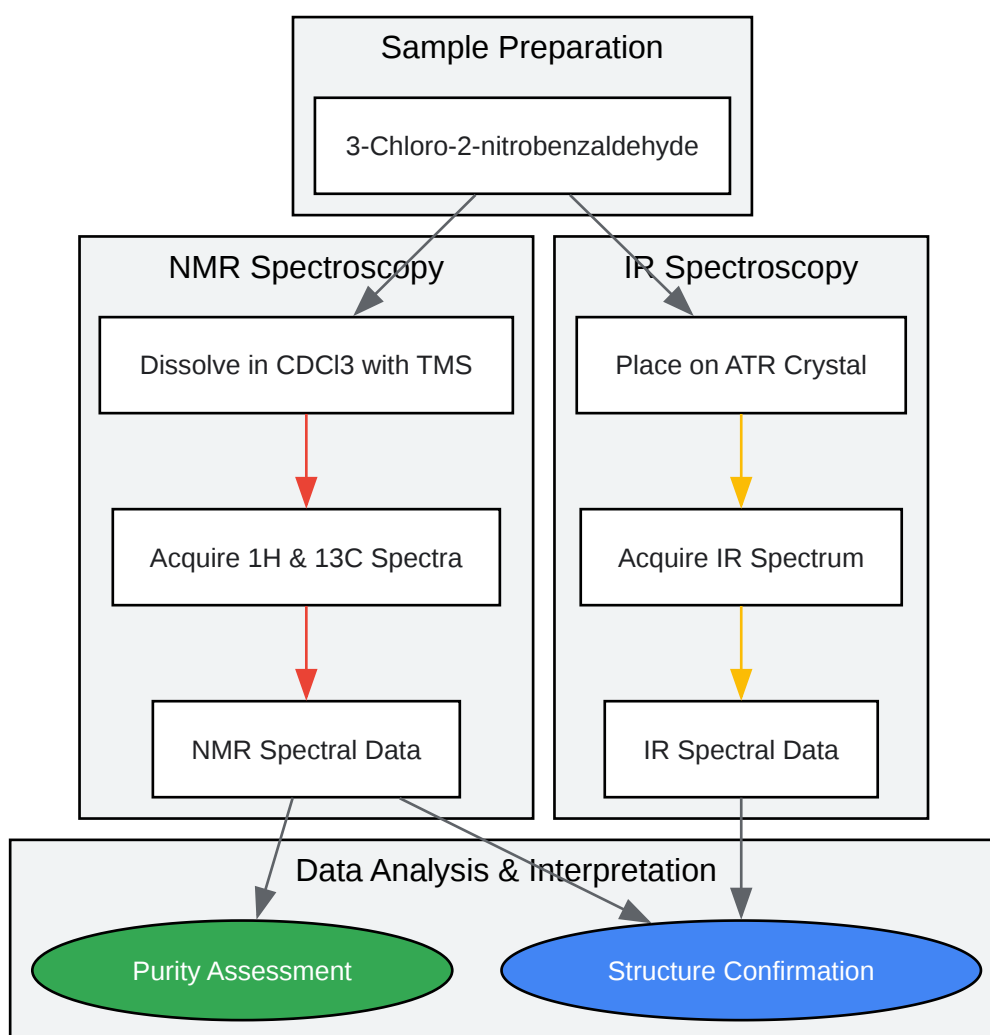 Sample Preparation
3-Chloro-2-nitrobenzaldehyde
NMR Spectroscopy
IR Spectroscopy
Dissolve in CDCl3 with TMS
Place on ATR Crystal
Acquire 1H & 13C Spectra
Acquire IR Spectrum
NMR Spectral Data
IR Spectral Data
Data Analysis & Interpretation
Purity Assessment
Structure Confirmation